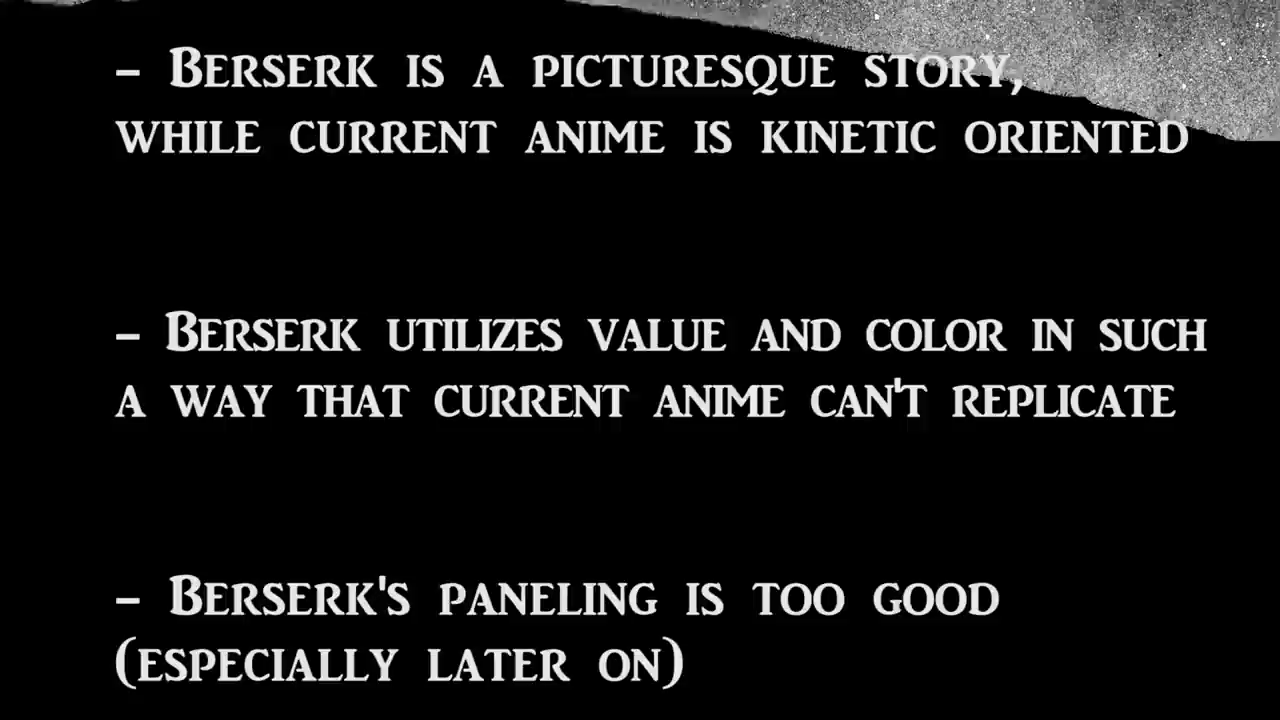 - Berserk is a picturesque story,
while current anime is kinetic oriented
- Berserk utilizes value and color in such
a way that current anime can't replicate
- Berserk's paneling is too good
(especially later on)